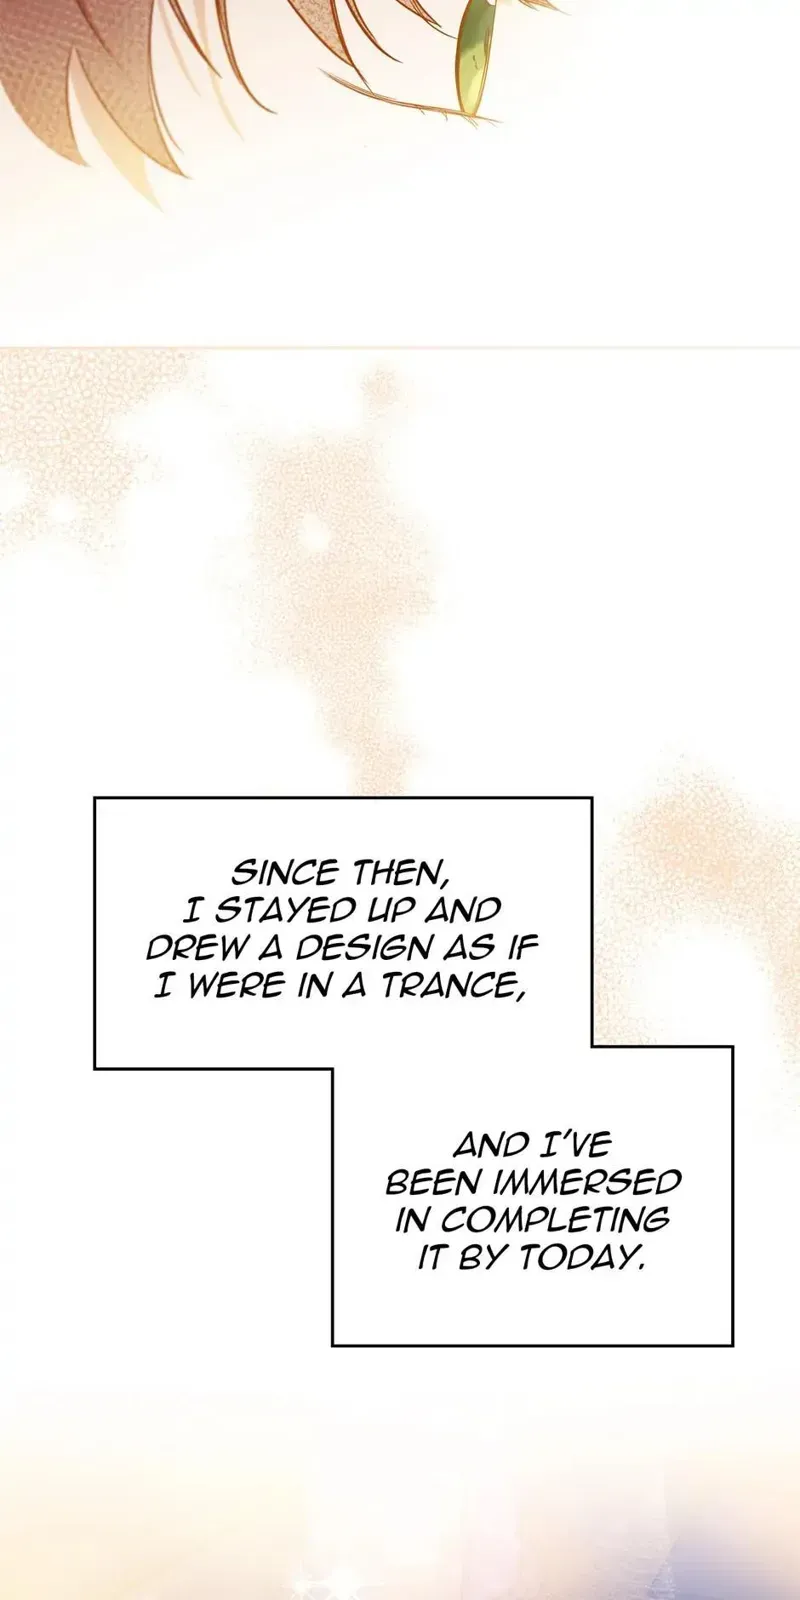 SINCE THEN,
I STAYED UP AND
DREW A DESIGN AS IF
I WERE IN A TRANCE,
AND I'VE
BEEN IMMERSED
IN COMPLETING
IT BY TODAY.